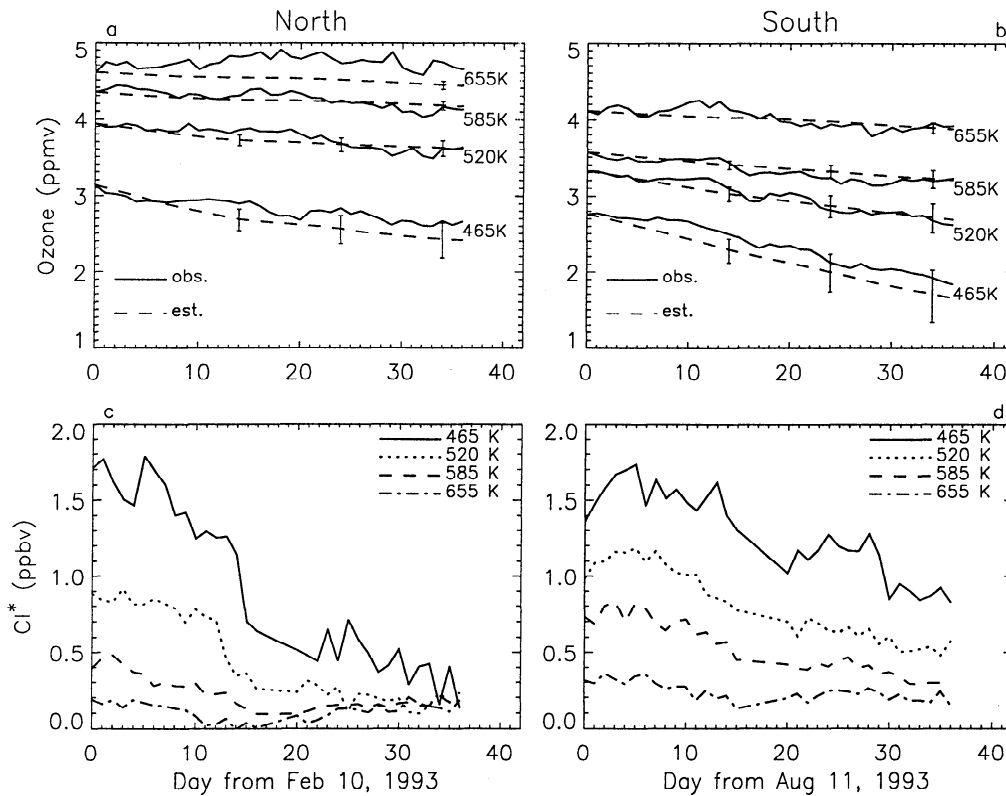 North
South
a
b
5
4
3
2
1
Ozone (ppmv)
655K
585K
520K
465K
obs.
est.
0 10 20 30 40
5
4
3
2
1
655K
585K
520K
465K
obs.
est.
0 10 20 30 40
c
d
2.0
1.5
1.0
0.5
0.0
Cl* (ppbv)
465 K
520 K
585 K
655 K
0 10 20 30 40
Day from Feb 10, 1993
2.0
1.5
1.0
0.5
0.0
465 K
520 K
585 K
655 K
0 10 20 30 40
Day from Aug 11, 1993